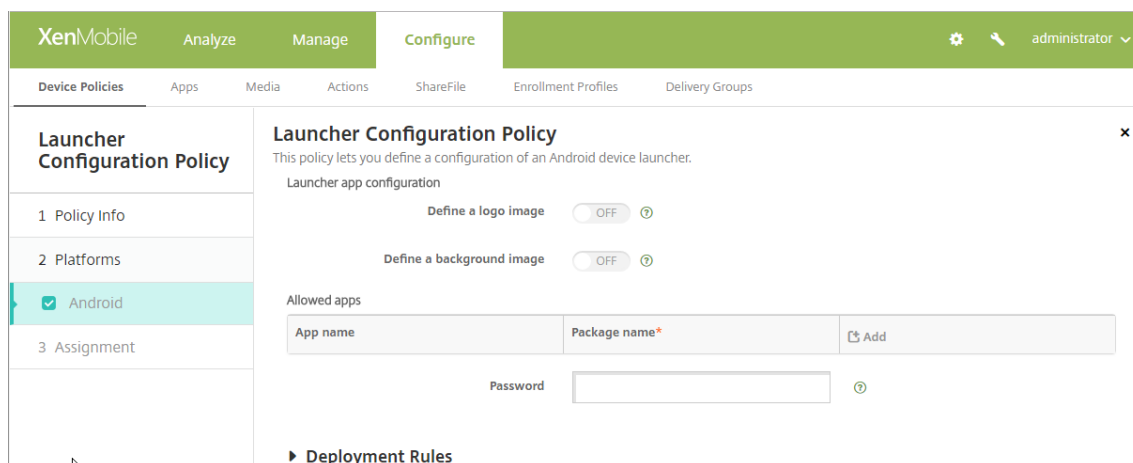 XenMobile Analyze Manage Configure administrator
Device Policies Apps Media Actions ShareFile Enrollment Profiles Delivery Groups
Launcher Configuration Policy
1 Policy Info
2 Platforms
Android
3 Assignment
Launcher Configuration Policy
This policy lets you define a configuration of an Android device launcher.
Launcher app configuration
Define a logo image OFF ?
Define a background image OFF ?
Allowed apps
App name Package name* Add
Password ?
Deployment Rules